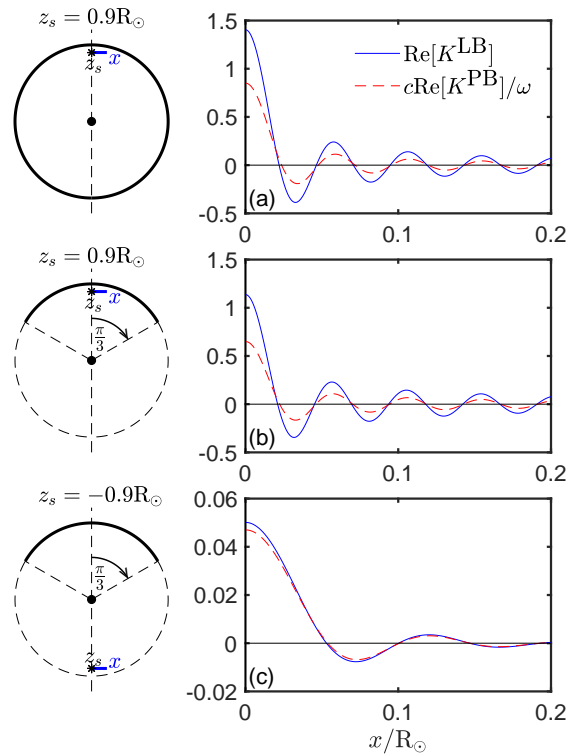 z_s = 0.9R_⊙
z_s
x
1.5
1
0.5
0
-0.5
Re[K^LB]
cRe[K^PB]/ω
(a)
0
0.1
0.2
z_s = 0.9R_⊙
z_s
x
π/3
1.5
1
0.5
0
-0.5
(b)
0
0.1
0.2
z_s = −0.9R_⊙
π/3
z_s
x
0.06
0.04
0.02
0
-0.02
(c)
0
0.1
0.2
x/R_⊙